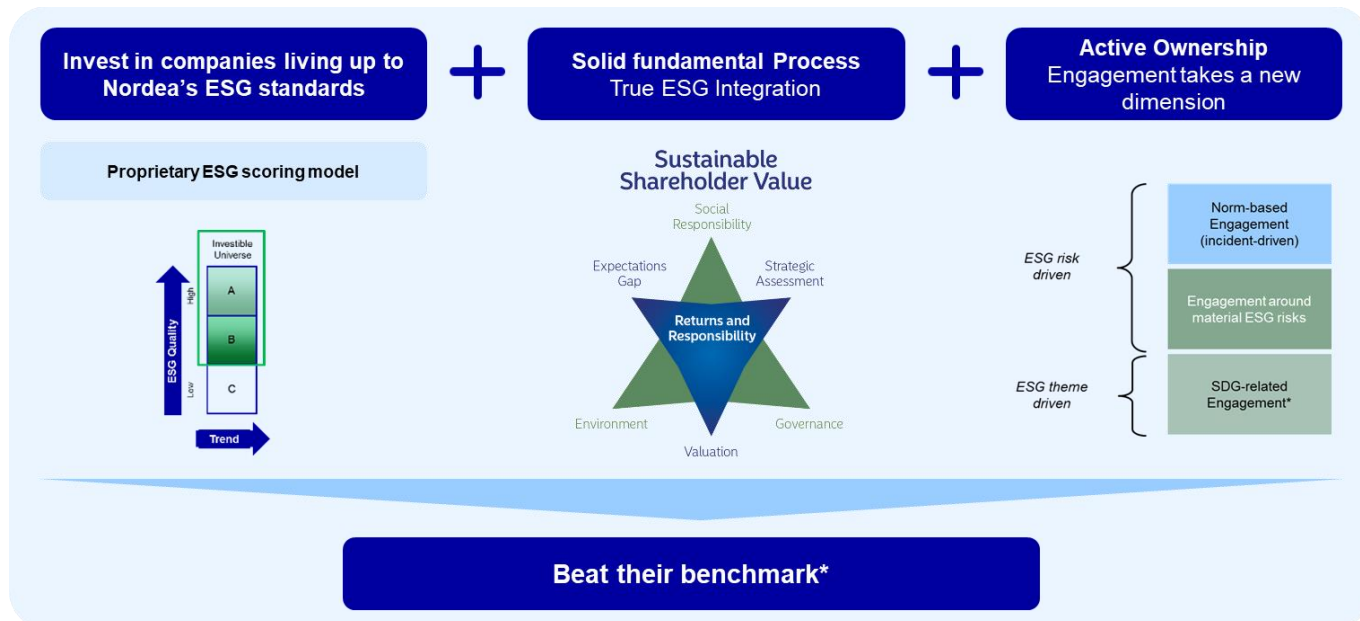 Invest in companies living up to
Nordea's ESG standards
Solid fundamental Process
True ESG Integration
Active Ownership
Engagement takes a new
dimension
Proprietary ESG scoring model
Investible
Universe
A
B
C
ESG Quality
High
Low
Trend
Sustainable
Shareholder Value
Social
Responsibility
Expectations
Gap
Strategic
Assessment
Returns and
Responsibility
Environment
Governance
Valuation
ESG risk
driven
Norm-based
Engagement
(incident-driven)
Engagement around
material ESG risks
ESG theme
driven
SDG-related
Engagement*
Beat their benchmark*